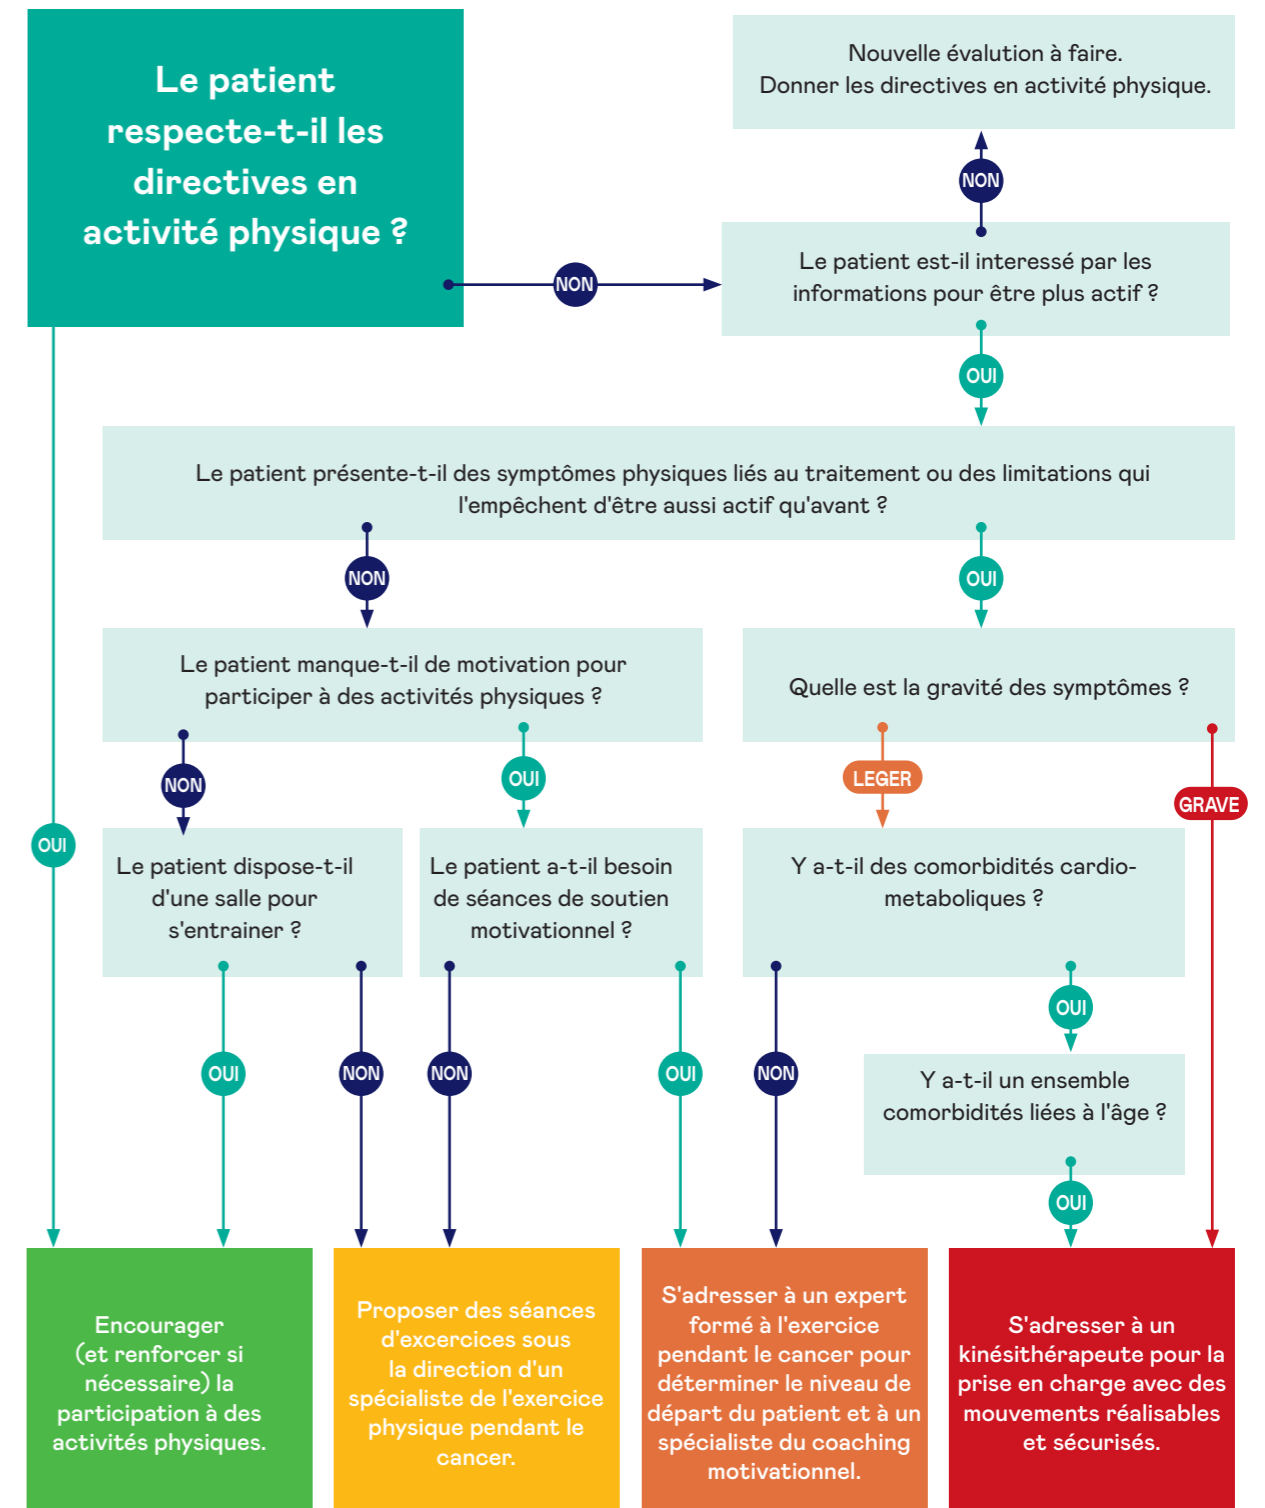 Le patient
respecte-t-il les
directives en
activité physique ?
Nouvelle évalution à faire.
Donner les directives en activité physique.
NON
NON
Le patient est-il interessé par les
informations pour être plus actif ?
OUI
Le patient présente-t-il des symptômes physiques liés au traitement ou des limitations qui
l'empêchent d'être aussi actif qu'avant ?
NON
OUI
Le patient manque-t-il de motivation pour
participer à des activités physiques ?
Quelle est la gravité des symptômes ?
NON
OUI
LEGER
GRAVE
OUI
Le patient dispose-t-il
d'une salle pour
s'entrainer ?
Le patient a-t-il besoin
de séances de soutien
motivationnel ?
Y a-t-il des comorbidités cardio-
metaboliques ?
OUI
OUI
NON
NON
OUI
NON
Y a-t-il un ensemble
comorbidités liées à l'âge ?
OUI
Encourager
(et renforcer si
nécessaire) la
participation à des
activités physiques.
Proposer des séances
d'excercices sous
la direction d'un
spécialiste de l'exercice
physique pendant le
cancer.
S'adresser à un expert
formé à l'exercice
pendant le cancer pour
déterminer le niveau de
départ du patient et à un
spécialiste du coaching
motivationnel.
S'adresser à un
kinésithérapeute pour la
prise en charge avec des
mouvements réalisables
et sécurisés.